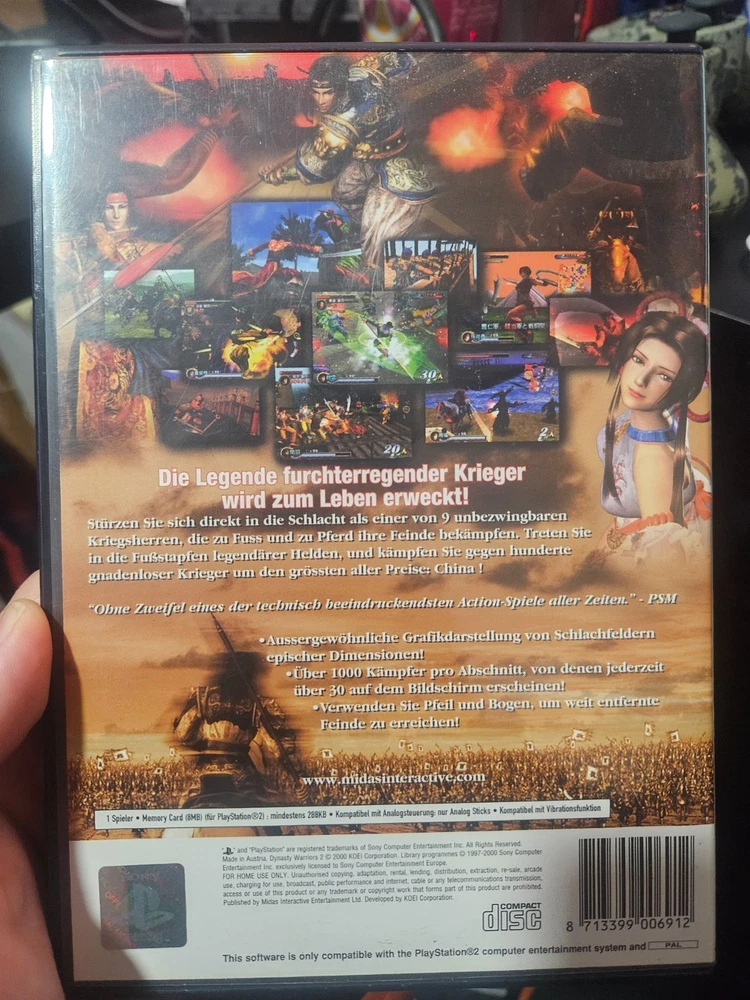 30人
20人
2人
Die Legende furchterregender Krieger
wird zum Leben erweckt!
Stürzen Sie sich direkt in die Schlacht als einer von 9 unbezwingbaren
Kriegsherren, die zu Fuss und zu Pferd ihre Feinde bekämpfen. Treten Sie
in die Fußstapfen legendärer Helden, und kämpfen Sie gegen hunderte
gnadenloser Krieger um den grössten aller Preise: China !
“Ohne Zweifel eines der technisch beeindruckendsten Action-Spiele aller Zeiten.” - PSM
•Aussergewöhnliche Grafikdarstellung von Schlachfeldern
epischer Dimensionen!
•Über 1000 Kämpfer pro Abschnitt, von denen jederzeit
über 30 auf dem Bildschirm erscheinen!
•Verwenden Sie Pfeil und Bogen, um weit entfernte
Feinde zu erreichen!
www.midasinteractive.com
1 Spieler • Memory Card (8MB) (für PlayStation®2) : mindestens 288KB • Kompatibel mit Analogsteuerung: nur Analog Sticks • Kompatibel mit Vibrationsfunktion
" " and "PlayStation" are registered trademarks of Sony Computer Entertainment Inc. All Rights Reserved.
Made in Austria. Dynasty Warriors 2 © 2000 KOEI Corporation. Library programmes © 1997-2000 Sony Computer
Entertainment Inc. exclusively licensed to Sony Computer Entertainment Europe.
FOR HOME USE ONLY. Unauthorised copying, adaptation, rental, lending, distribution, extraction, re-sale, arcade
use, charging for use, broadcast, public performance and internet, cable or any telecommunications transmission,
access or use of this product or any trademark or copyright work that forms part of this product are prohibited.
Published by Midas Interactive Entertainment Ltd. Developed by KOEI Corporation.
COMPACT
disc
8 713399 006912
This software is only compatible with the PlayStation®2 computer entertainment system and PAL